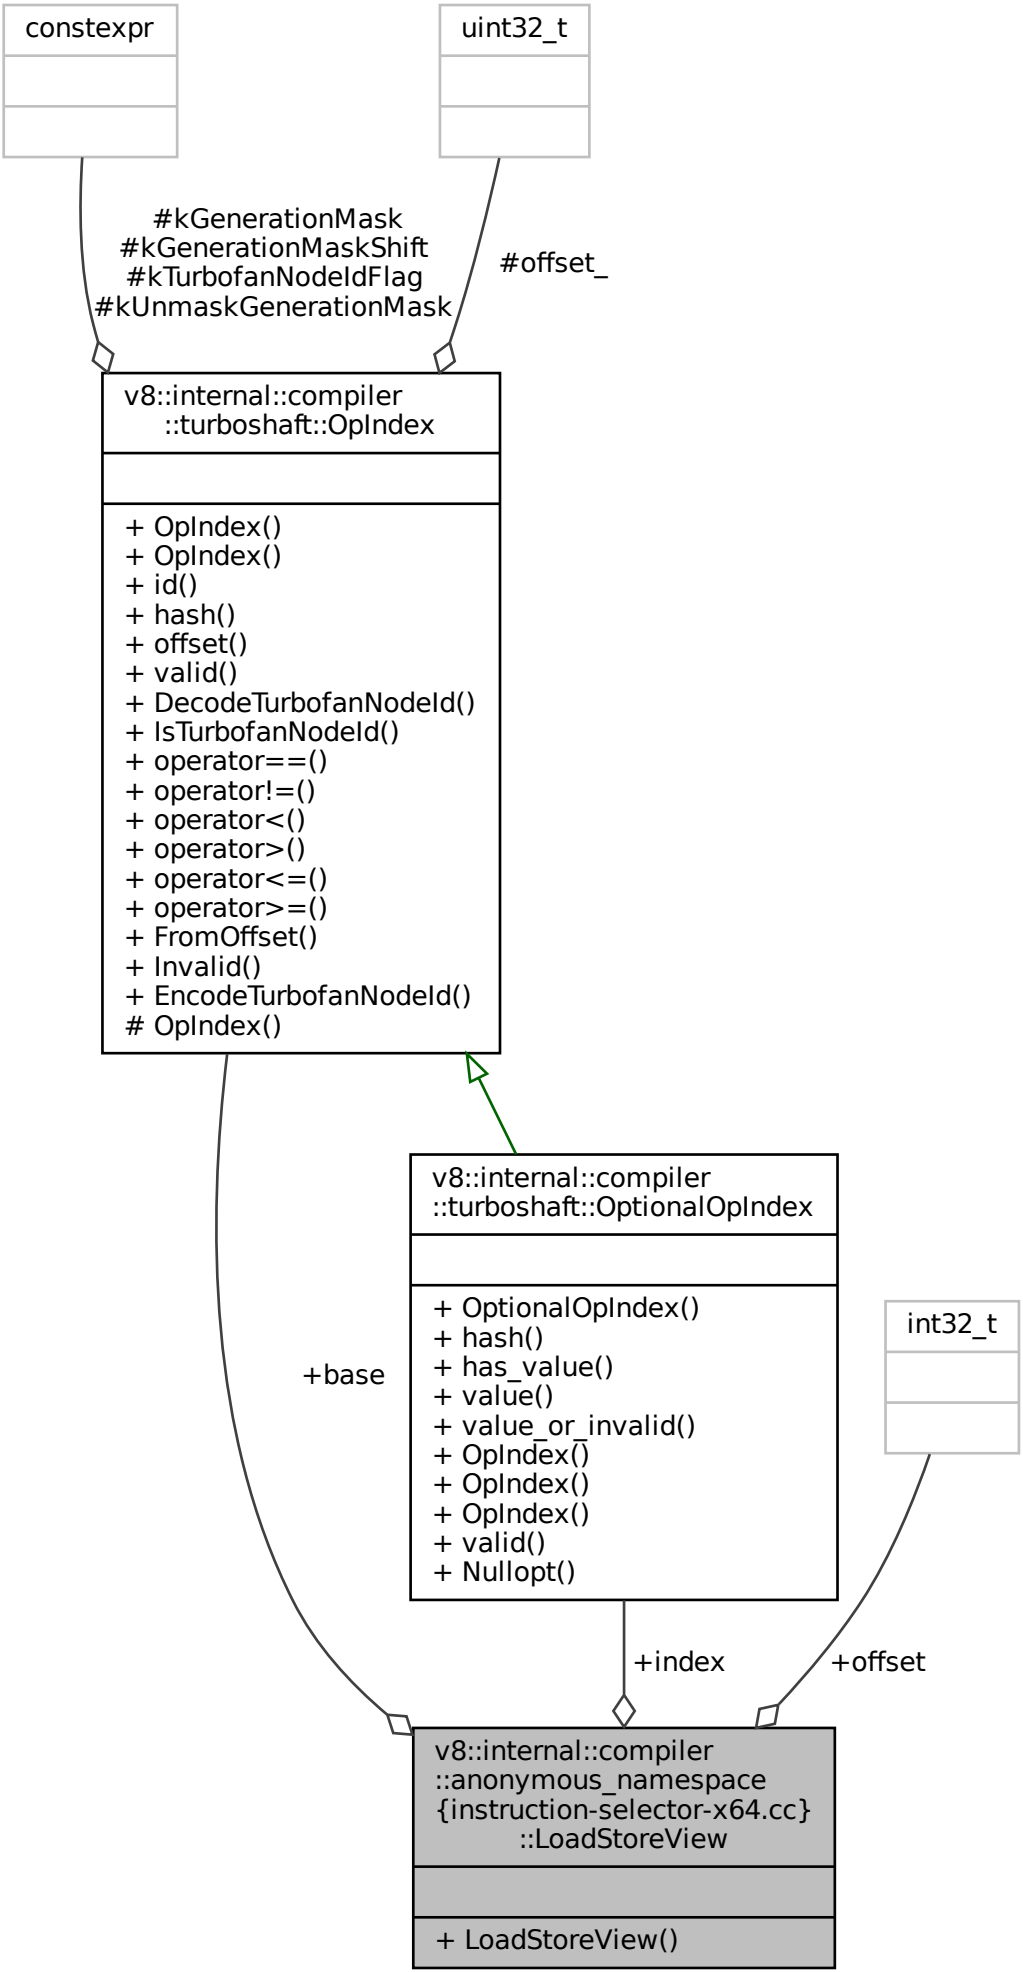 constexpr
uint32_t
#kGenerationMask
#kGenerationMaskShift
#kTurbofanNodeIdFlag
#kUnmaskGenerationMask
#offset_
v8::internal::compiler
::turboshaft::OpIndex
+ OpIndex()
+ OpIndex()
+ id()
+ hash()
+ offset()
+ valid()
+ DecodeTurbofanNodeId()
+ IsTurbofanNodeId()
+ operator==()
+ operator!=()
+ operator<()
+ operator>()
+ operator<=()
+ operator>=()
+ FromOffset()
+ Invalid()
+ EncodeTurbofanNodeId()
# OpIndex()
v8::internal::compiler
::turboshaft::OptionalOpIndex
+ OptionalOpIndex()
+ hash()
+ has_value()
+ value()
+ value_or_invalid()
+ OpIndex()
+ OpIndex()
+ OpIndex()
+ valid()
+ Nullopt()
int32_t
+base
+index
+offset
v8::internal::compiler
::anonymous_namespace
{instruction-selector-x64.cc}
::LoadStoreView
+ LoadStoreView()